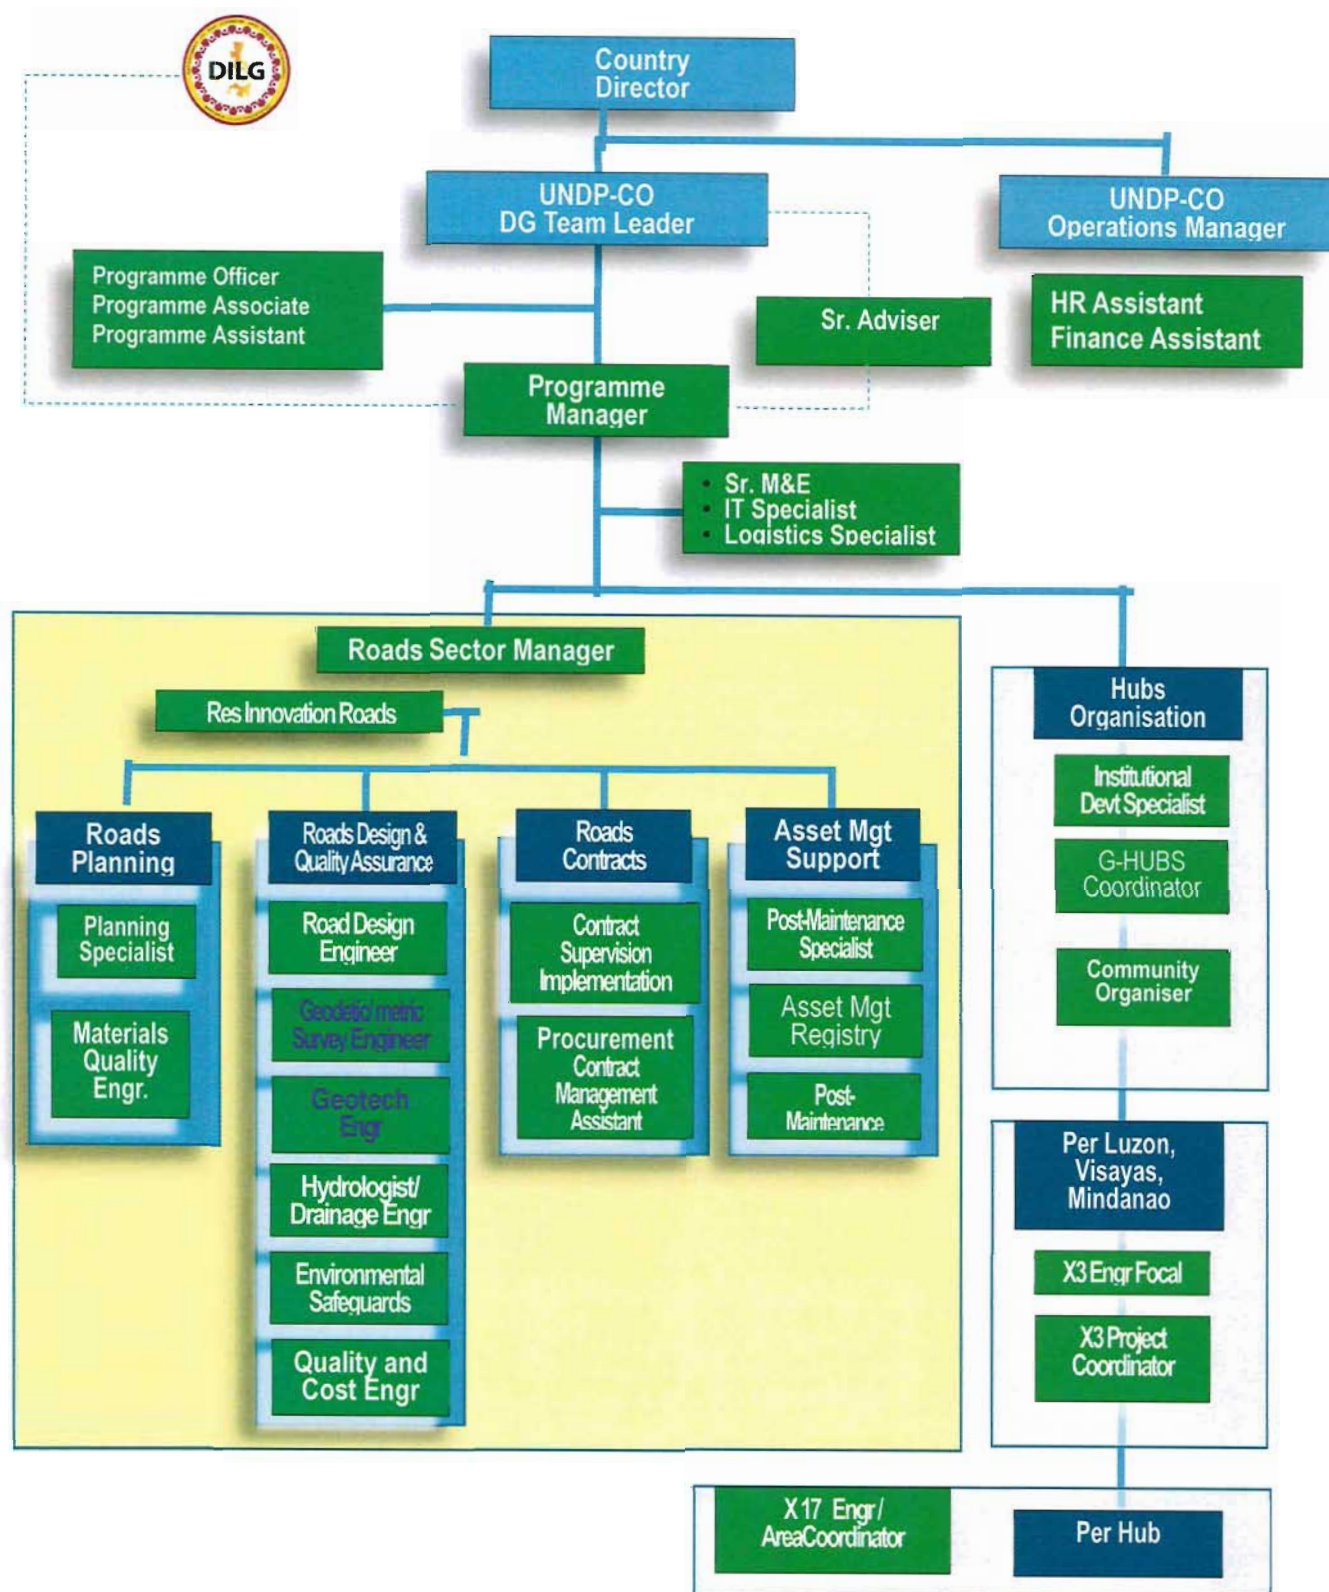 DILG
Country
Director
UNDP-CO
DG Team Leader
UNDP-CO
Operations Manager
Programme Officer
Programme Associate
Programme Assistant
Sr. Adviser
HR Assistant
Finance Assistant
Programme
Manager
• Sr. M&E
• IT Specialist
• Logistics Specialist
Roads Sector Manager
Res Innovation Roads
Hubs
Organisation
Institutional
Devt Specialist
G-HUBS
Coordinator
Community
Organiser
Roads
Planning
Planning
Specialist
Materials
Quality
Engr.
Roads Design &
Quality Assurance
Road Design
Engineer
Geodetic/metric
Survey Engineer
Geotech
Engr
Hydrologist/
Drainage Engr
Environmental
Safeguards
Quality and
Cost Engr
Roads
Contracts
Contract
Supervision
Implementation
Procurement
Contract
Management
Assistant
Asset Mgt
Support
Post-Maintenance
Specialist
Asset Mgt
Registry
Post-
Maintenance
Per Luzon,
Visayas,
Mindanao
X3 Engr Focal
X3 Project
Coordinator
X17 Engr/
AreaCoordinator
Per Hub